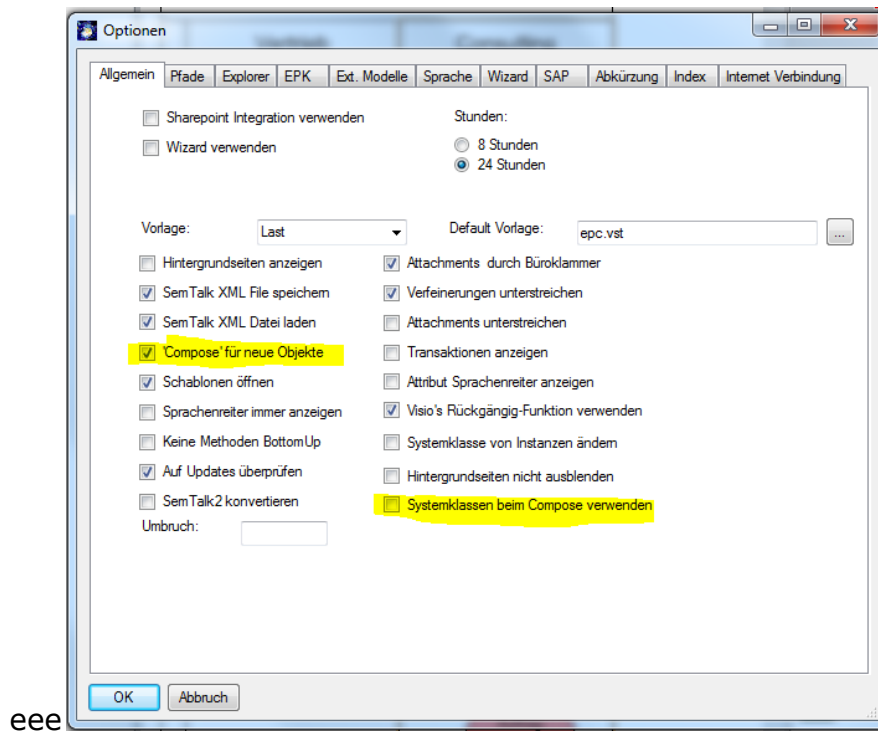 Optionen
Allgemein Pfade Explorer EPK Ext. Modelle Sprache Wizard SAP Abkürzung Index Internet Verbindung
Sharepoint Integration verwenden Stunden:
Wizard verwenden 8 Stunden
24 Stunden
Vorlage: Last Default Vorlage: epc.vst ...
Hintergrundseiten anzeigen Attachments durch Büroklammer
SemTalk XML File speichern Verfeinerungen unterstreichen
SemTalk XML Datei laden Attachments unterstreichen
'Compose' für neue Objekte Transaktionen anzeigen
Schablonen öffnen Attribut Sprachenreiter anzeigen
Sprachenreiter immer anzeigen Visio's Rückgängig-Funktion verwenden
Keine Methoden BottomUp Systemklasse von Instanzen ändern
Auf Updates überprüfen Hintergrundseiten nicht ausblenden
SemTalk2 konvertieren Systemklassen beim Compose verwenden
Umbruch:
OK Abbruch
eee